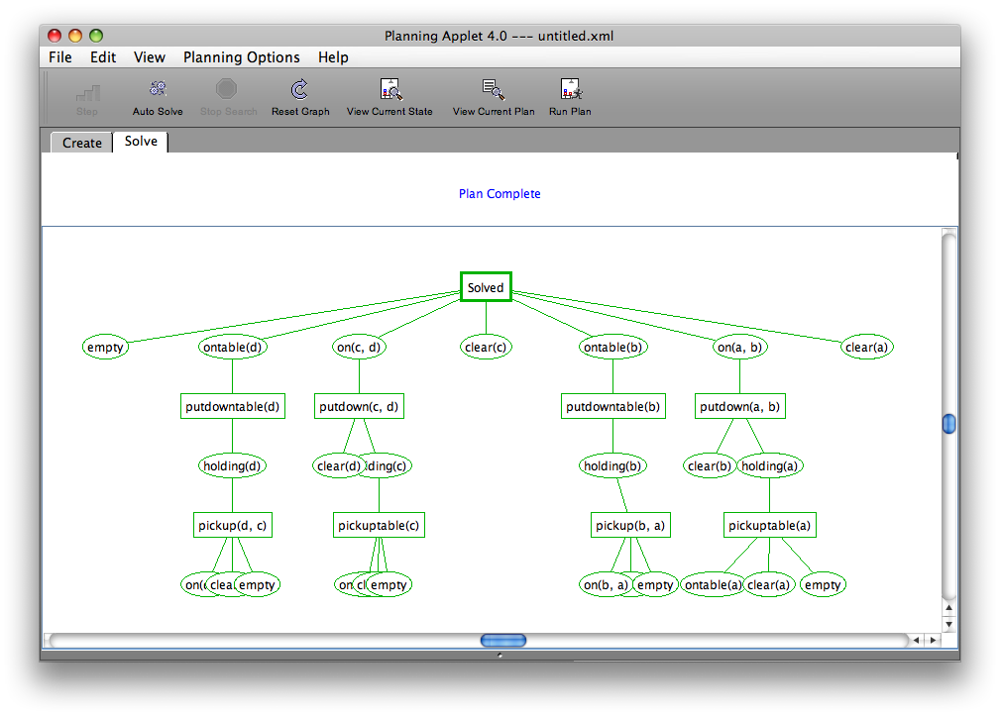 Planning Applet 4.0 --- untitled.xml
File Edit View Planning Options Help
Step Auto Solve Stop Search Reset Graph View Current State View Current Plan Run Plan
Create Solve
Plan Complete
Solved
empty ontable(d) on(c, d) clear(c) ontable(b) on(a, b) clear(a)
putdowntable(d) putdown(c, d) putdowntable(b) putdown(a, b)
holding(d) clear(d) lding(c) holding(b) clear(b) holding(a)
pickup(d, c) pickuptable(c) pickup(b, a) pickuptable(a)
on( clea empty on cl empty on(b, a) empty ontable(a) clear(a) empty